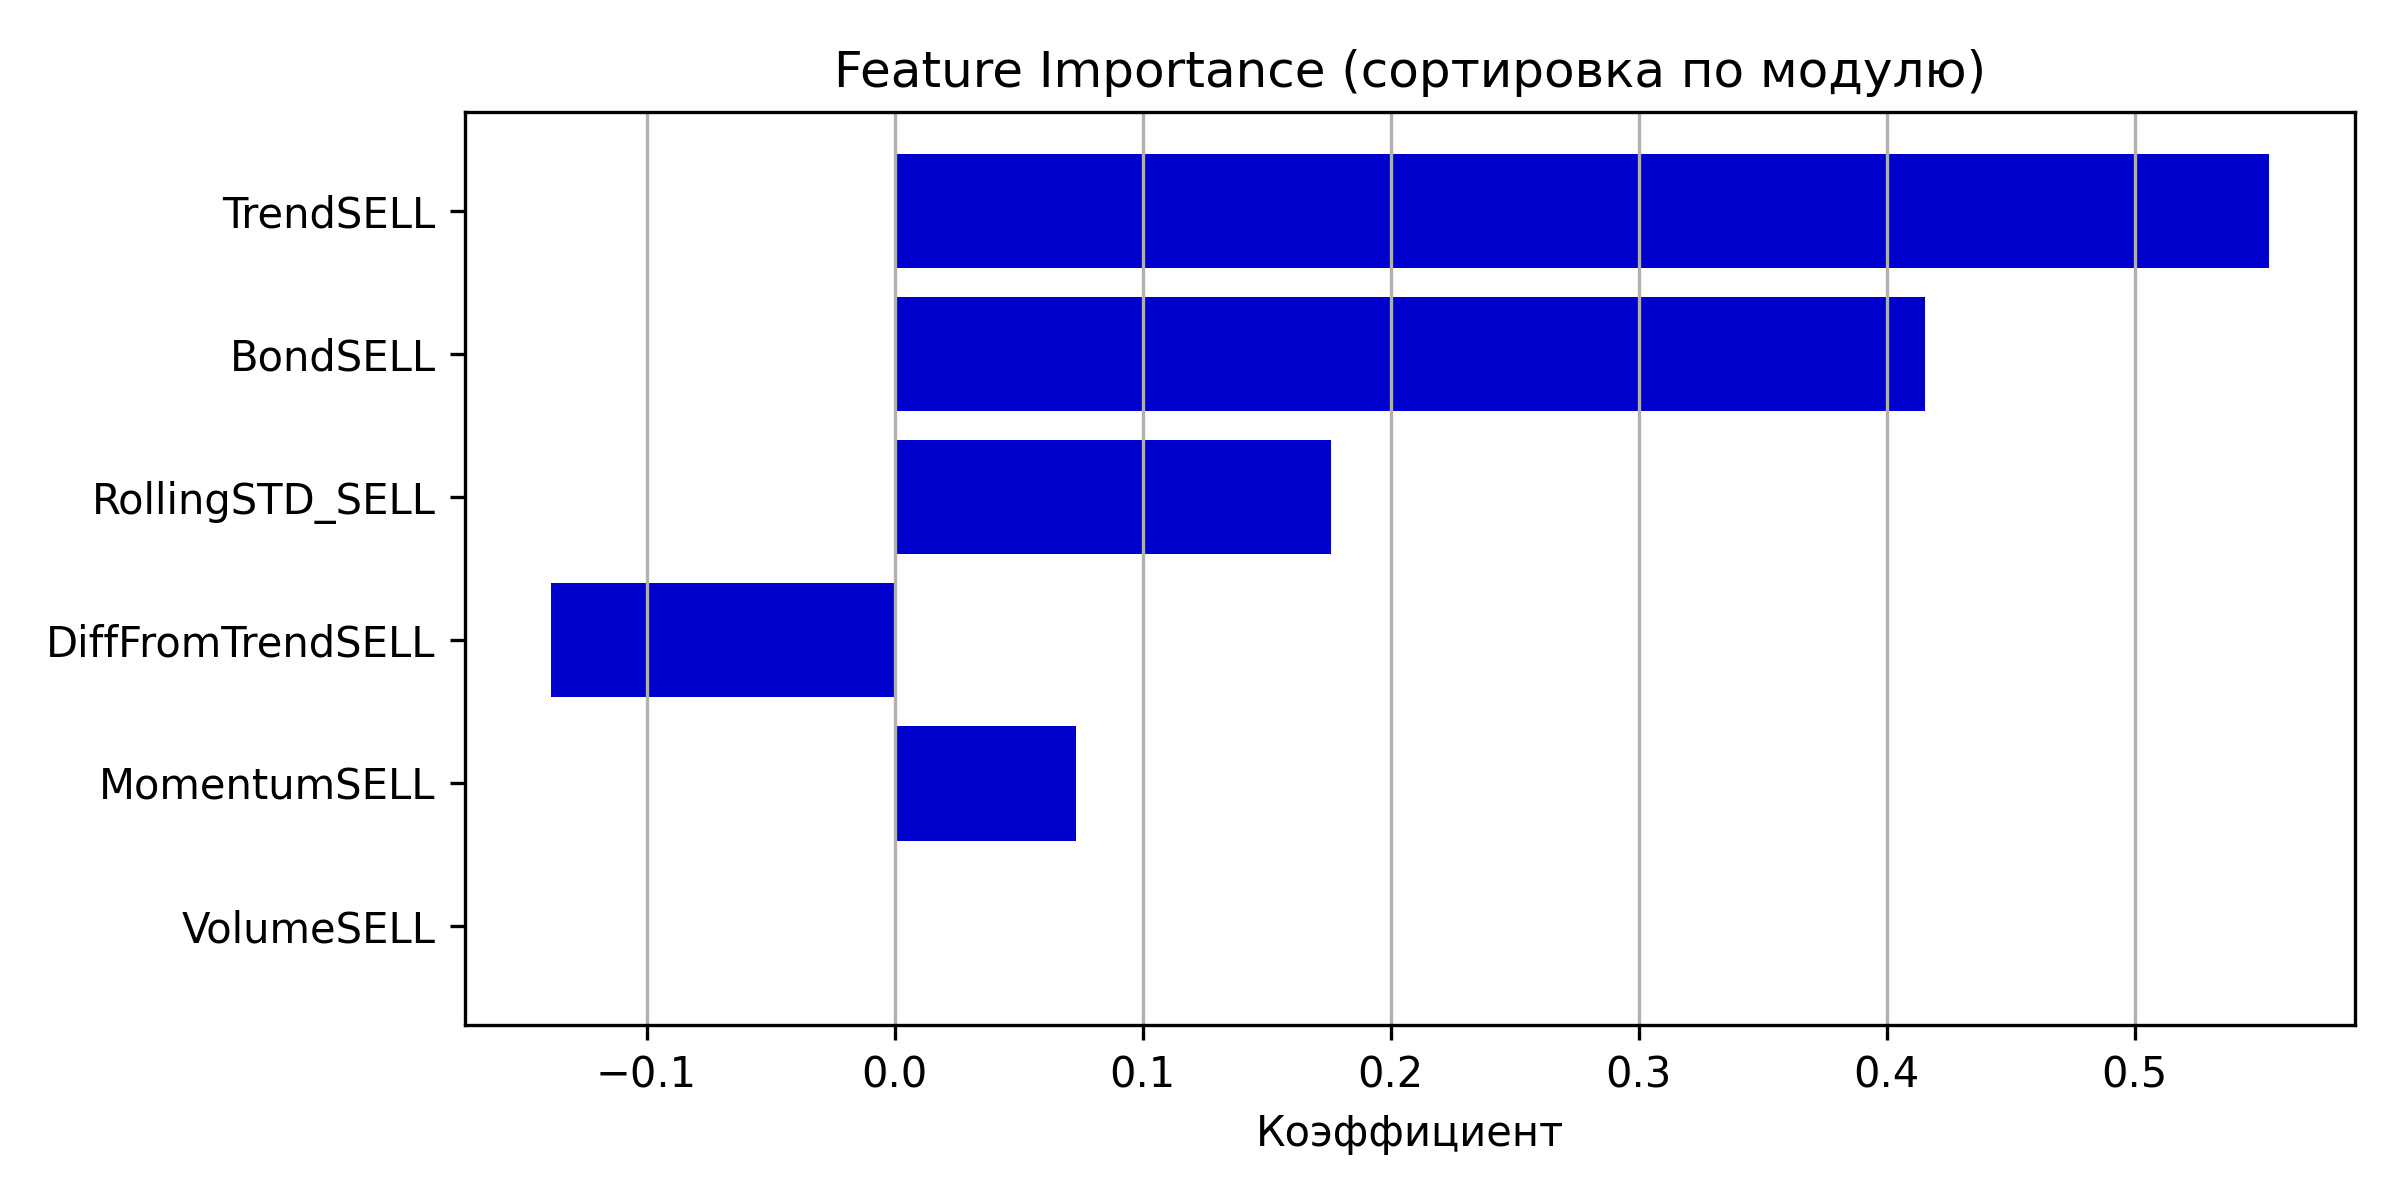 Feature Importance (сортировка по модулю)
TrendSELL
BondSELL
RollingSTD_SELL
DiffFromTrendSELL
MomentumSELL
VolumeSELL
−0.1 0.0 0.1 0.2 0.3 0.4 0.5
Коэффициент